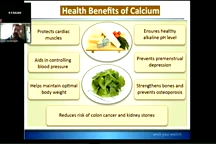 Health Benefits of Calcium
Protects cardiac
muscles
Ensures healthy
alkaline pH level
Aids in controlling
blood pressure
Prevents premenstrual
depression
Helps maintain optimal
body weight
Strengthens bones and
prevents osteoporosis
Reduces risk of colon cancer and kidney stones